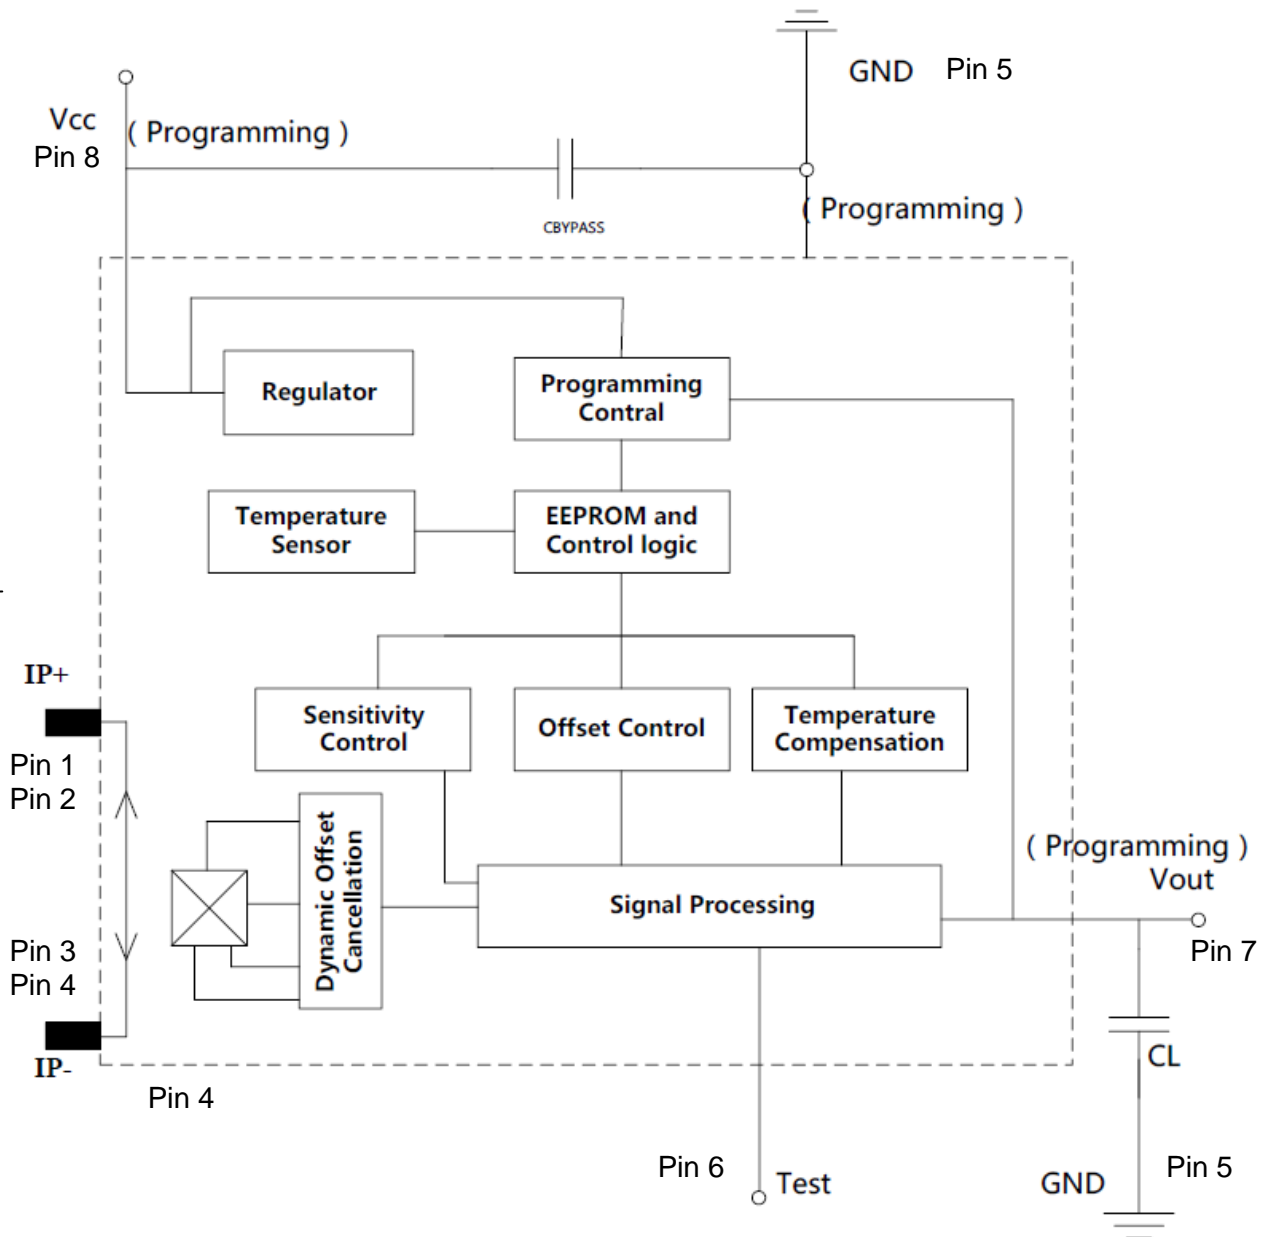 GND Pin 5
Vcc
( Programming )
Pin 8
( Programming )
CBYPASS
Regulator
Programming
Contral
Temperature
Sensor
EEPROM and
Control logic
IP+
Sensitivity
Control
Offset Control
Temperature
Compensation
Pin 1
Pin 2
Dynamic Offset
Cancellation
( Programming )
Vout
Signal Processing
Pin 3
Pin 4
Pin 7
IP-
CL
Pin 4
Pin 6
Test
GND
Pin 5